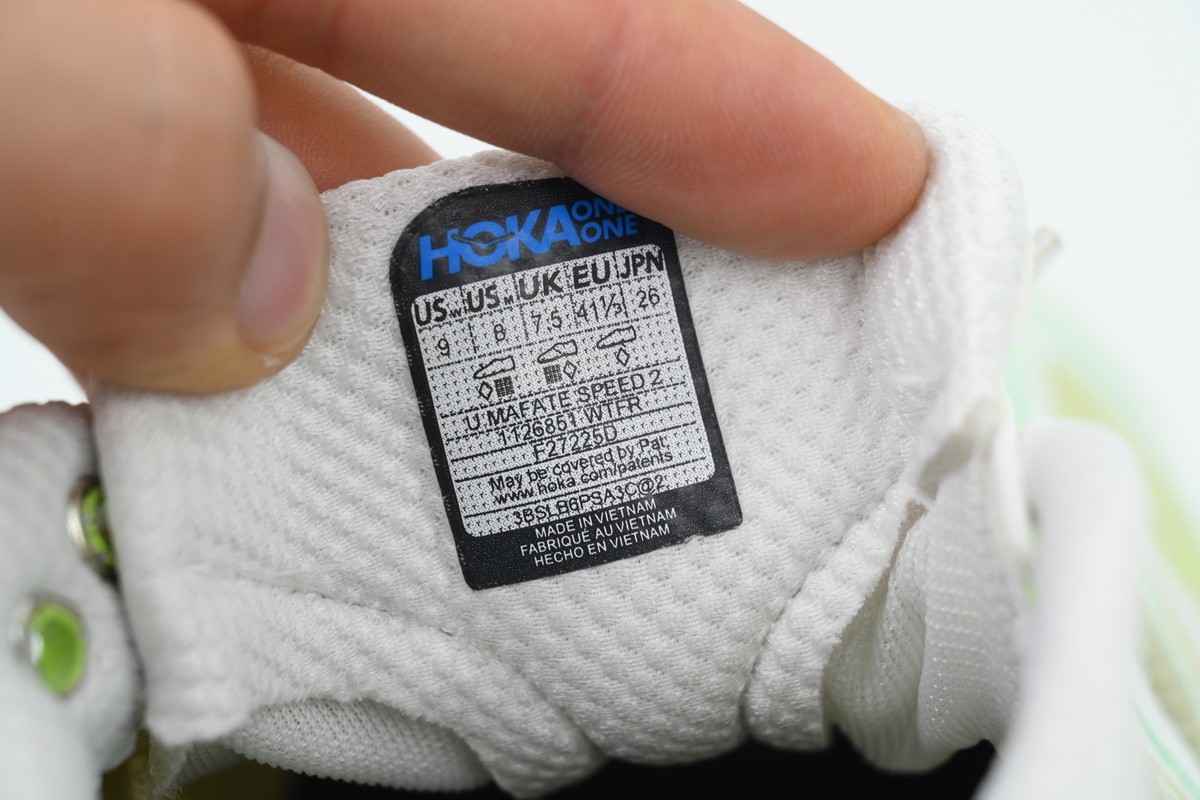 HOKA ONE ONE
US W US M UK EU JPN
9 8 7.5 41⅓ 26
U MAFATE SPEED 2
1126851 WTFR
F27225D
May be covered by Pat.
www.hoka.com/patents
MADE IN VIETNAM
FABRIQUÉ AU VIETNAM
HECHO EN VIETNAM